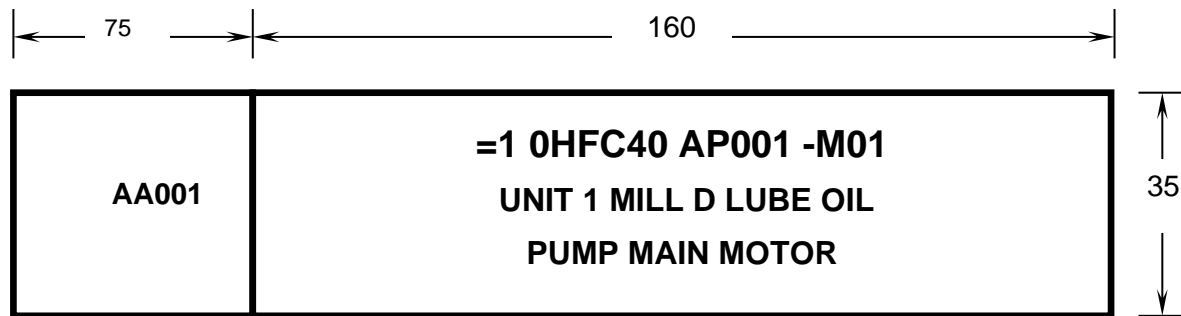 75 160
=1 0HFC40 AP001 -M01
AA001 UNIT 1 MILL D LUBE OIL 35
PUMP MAIN MOTOR